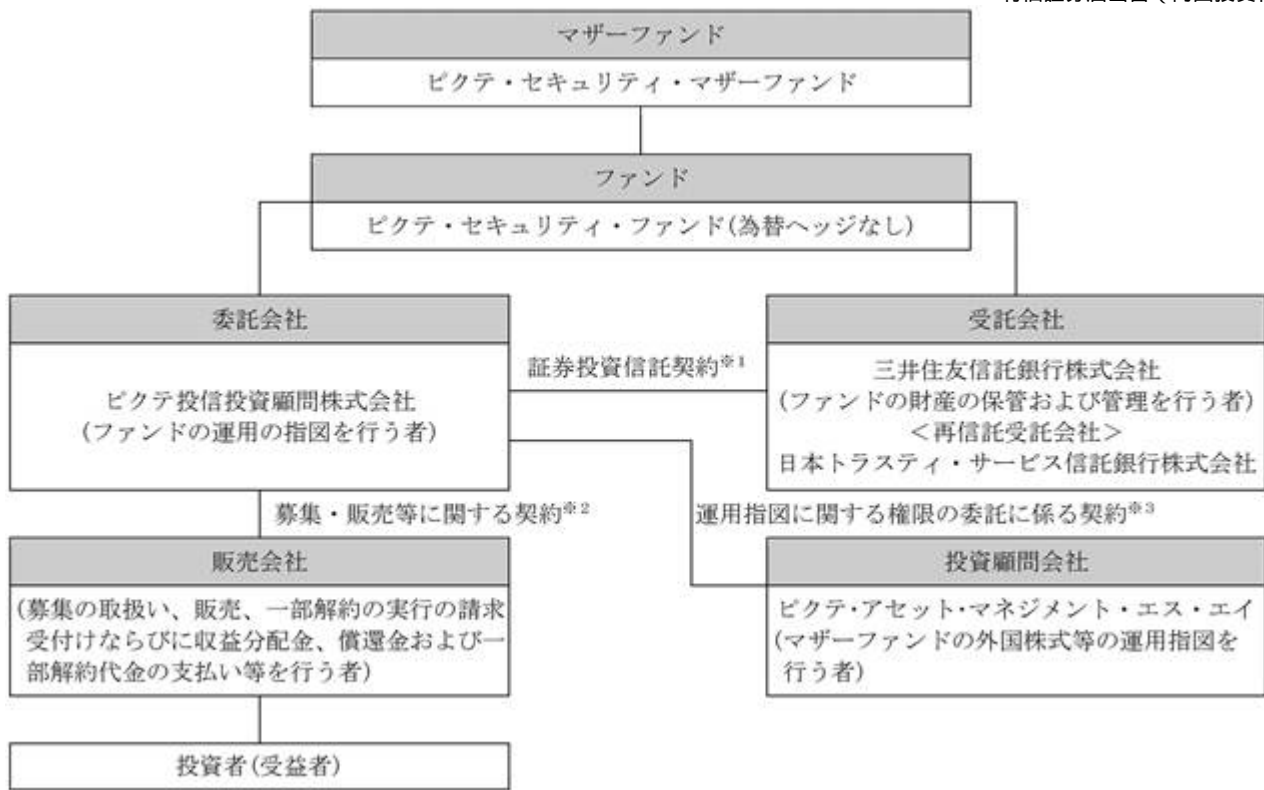 マザーファンド
ピクテ・セキュリティ・マザーファンド
ファンド
ピクテ・セキュリティ・ファンド(為替ヘッジなし)
委託会社
ピクテ投信投資顧問株式会社
(ファンドの運用の指図を行う者)
証券投資信託契約※1
受託会社
三井住友信託銀行株式会社
(ファンドの財産の保管および管理を行う者)
<再信託受託会社>
日本トラスティ・サービス信託銀行株式会社
募集・販売等に関する契約※2
運用指図に関する権限の委託に係る契約※3
販売会社
(募集の取扱い、販売、一部解約の実行の請求
受付けならびに収益分配金、償還金および一
部解約代金の支払い等を行う者)
投資顧問会社
ピクテ・アセット・マネジメント・エス・エイ
(マザーファンドの外国株式等の運用指図を
行う者)
投資者(受益者)